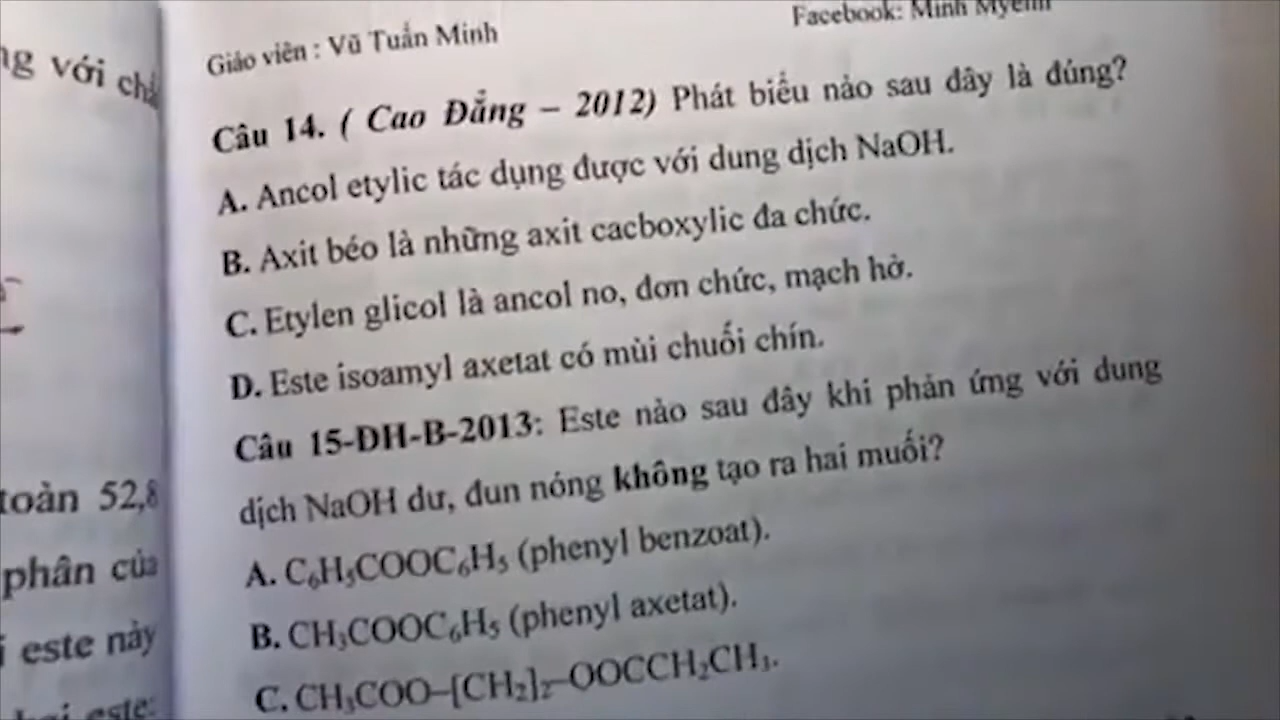 Giáo viên : Vũ Tuấn Minh
Facebook: Minh
Câu 14. ( Cao Đẳng – 2012) Phát biểu nào sau đây là đúng?
A. Ancol etylic tác dụng được với dung dịch NaOH.
B. Axit béo là những axit cacboxylic đa chức.
C. Etylen glicol là ancol no, đơn chức, mạch hở.
D. Este isoamyl axetat có mùi chuối chín.
Câu 15-ĐH-B-2013: Este nào sau đây khi phản ứng với dung
dịch NaOH dư, đun nóng không tạo ra hai muối?
A. C₆H₅COOC₆H₅ (phenyl benzoat).
B. CH₃COOC₆H₅ (phenyl axetat).
C. CH₃COO–[CH₂]₂–OOCCH₂CH₃.
với
toàn 52,8
phân của
este này
este: